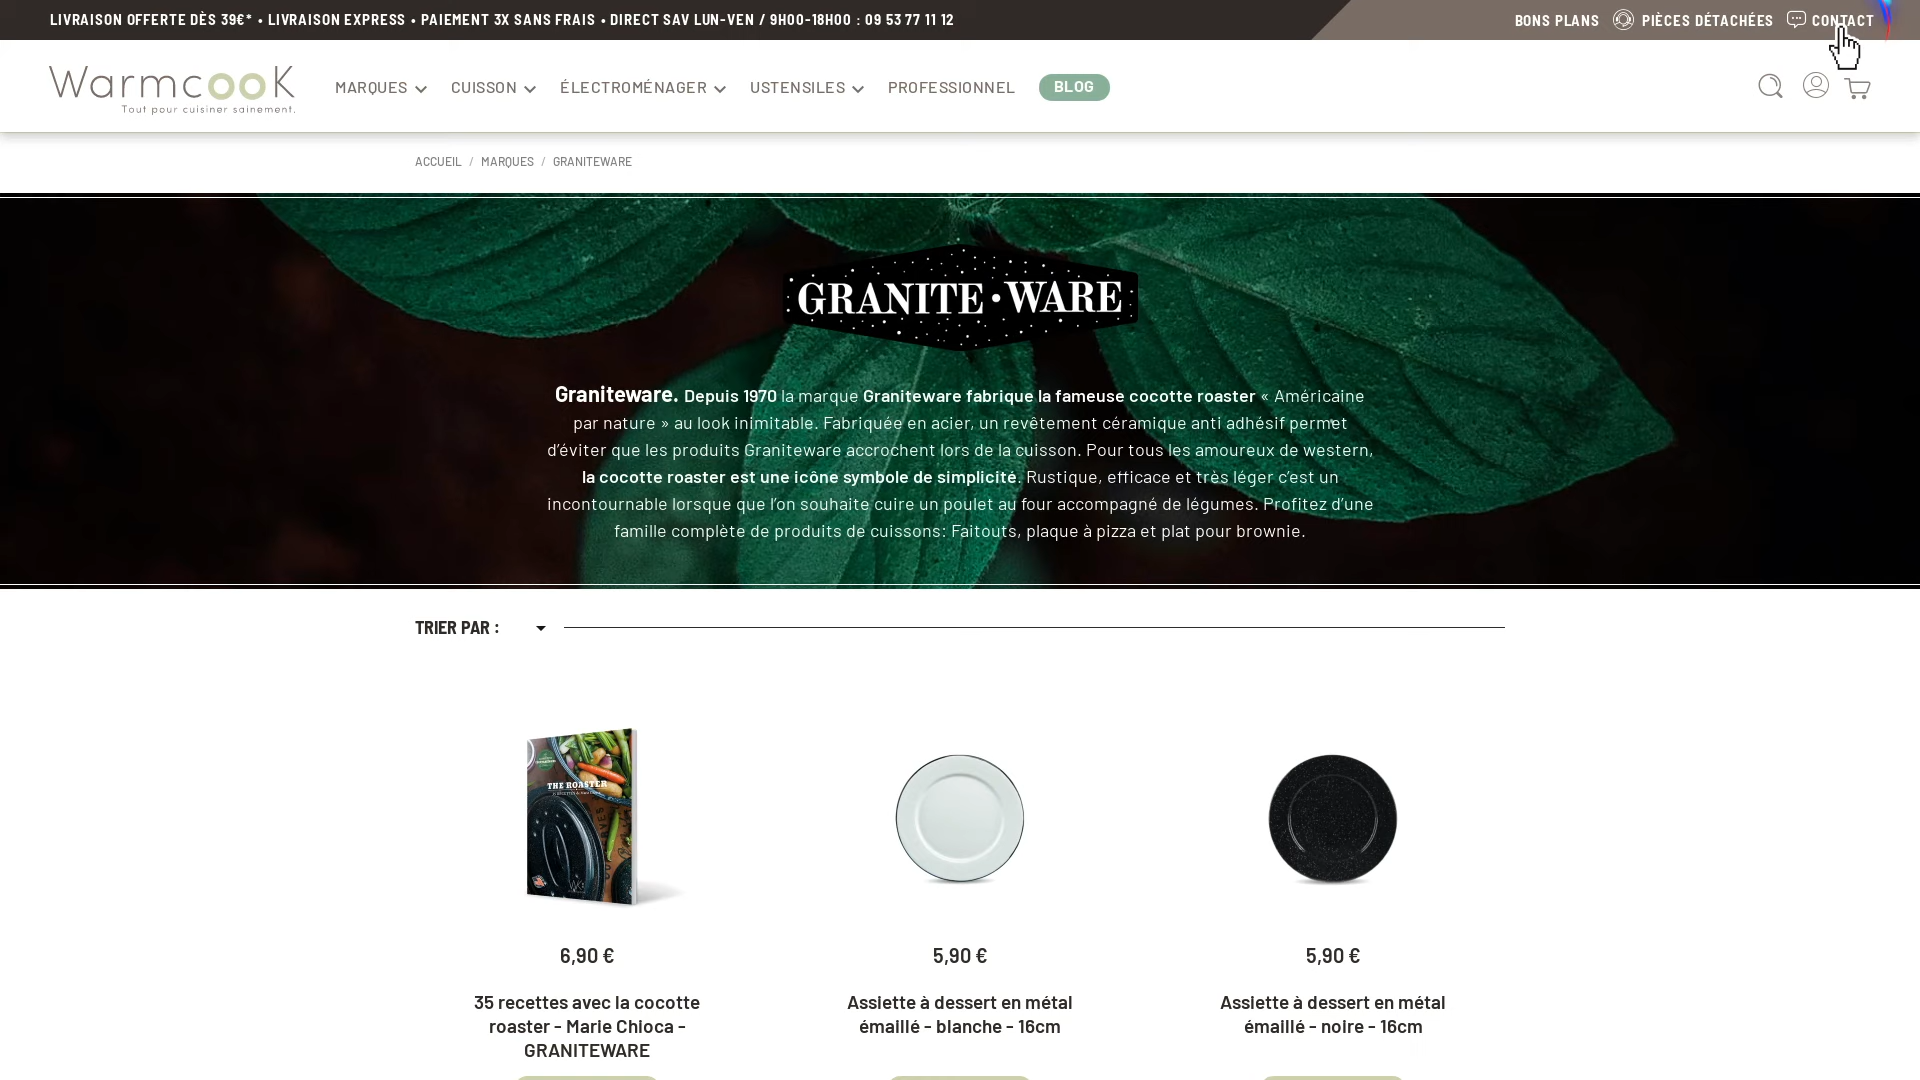 LIVRAISON OFFERTE DÈS 39€* • LIVRAISON EXPRESS • PAIEMENT 3X SANS FRAIS • DIRECT SAV LUN-VEN / 9H00-18H00 : 09 53 77 11 12
BONS PLANS PIÈCES DÉTACHÉES CONTACT
WarmcooK
Tout pour cuisiner sainement.
MARQUES CUISSON ÉLECTROMÉNAGER USTENSILES PROFESSIONNEL BLOG
ACCUEIL / MARQUES / GRANITEWARE
GRANITE·WARE
Graniteware. Depuis 1970 la marque Graniteware fabrique la fameuse cocotte roaster « Américaine
par nature » au look inimitable. Fabriquée en acier, un revêtement céramique anti adhésif permet
d’éviter que les produits Graniteware accrochent lors de la cuisson. Pour tous les amoureux de western,
la cocotte roaster est une icône symbole de simplicité. Rustique, efficace et très léger c’est un
incontournable lorsque que l’on souhaite cuire un poulet au four accompagné de légumes. Profitez d’une
famille complète de produits de cuissons: Faitouts, plaque à pizza et plat pour brownie.
TRIER PAR :
THE ROASTER
6,90 €
35 recettes avec la cocotte
roaster - Marie Chioca -
GRANITEWARE
5,90 €
Assiette à dessert en métal
émaillé - blanche - 16cm
5,90 €
Assiette à dessert en métal
émaillé - noire - 16cm